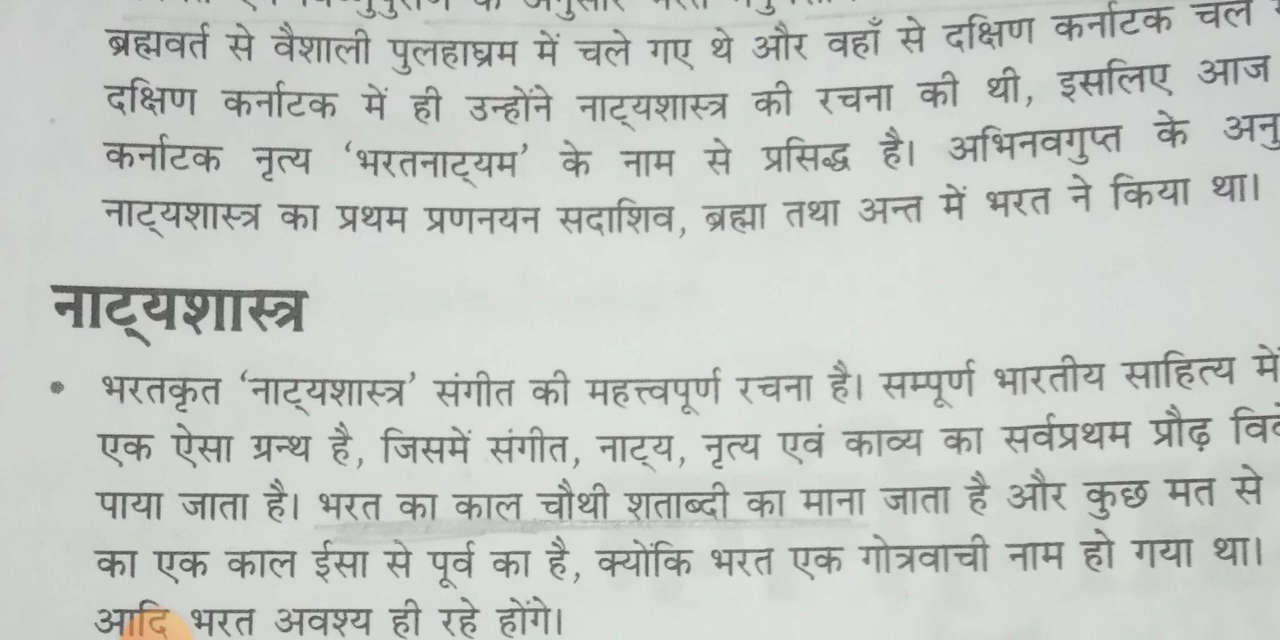 ब्रह्मवर्त से वैशाली पुलहाघ्रम में चले गए थे और वहाँ से दक्षिण कर्नाटक चले
दक्षिण कर्नाटक में ही उन्होंने नाट्यशास्त्र की रचना की थी, इसलिए आज
कर्नाटक नृत्य ‘भरतनाट्यम’ के नाम से प्रसिद्ध है। अभिनवगुप्त के अनु
नाट्यशास्त्र का प्रथम प्रणनयन सदाशिव, ब्रह्मा तथा अन्त में भरत ने किया था।
नाट्यशास्त्र
• भरतकृत ‘नाट्यशास्त्र’ संगीत की महत्त्वपूर्ण रचना है। सम्पूर्ण भारतीय साहित्य में
एक ऐसा ग्रन्थ है, जिसमें संगीत, नाट्य, नृत्य एवं काव्य का सर्वप्रथम प्रौढ़
पाया जाता है। भरत का काल चौथी शताब्दी का माना जाता है और कुछ मत से
का एक काल ईसा से पूर्व का है, क्योंकि भरत एक गोत्रवाची नाम हो गया था।
आदि भरत अवश्य ही रहे होंगे।